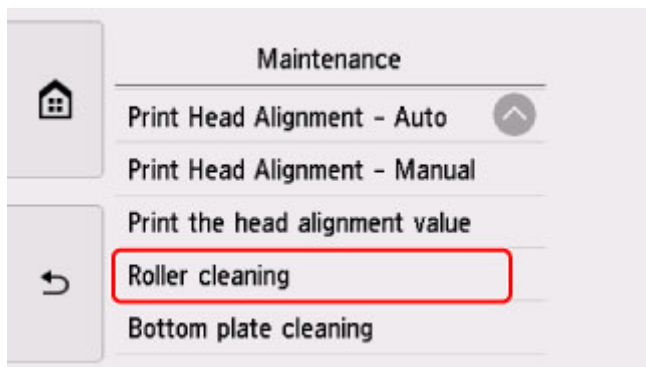 Maintenance
Print Head Alignment - Auto
Print Head Alignment - Manual
Print the head alignment value
Roller cleaning
Bottom plate cleaning